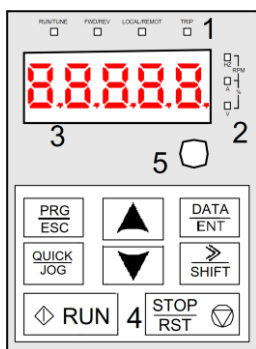 RUN/TUNE FWD/REV LOCAL/REMOT TRIP 1
8.8.8.8.8.
HZ RPM
A %
V
3 2
5
PRG DATA
ESC ENT
QUICK ≫
JOG SHIFT
RUN 4 STOP
RST